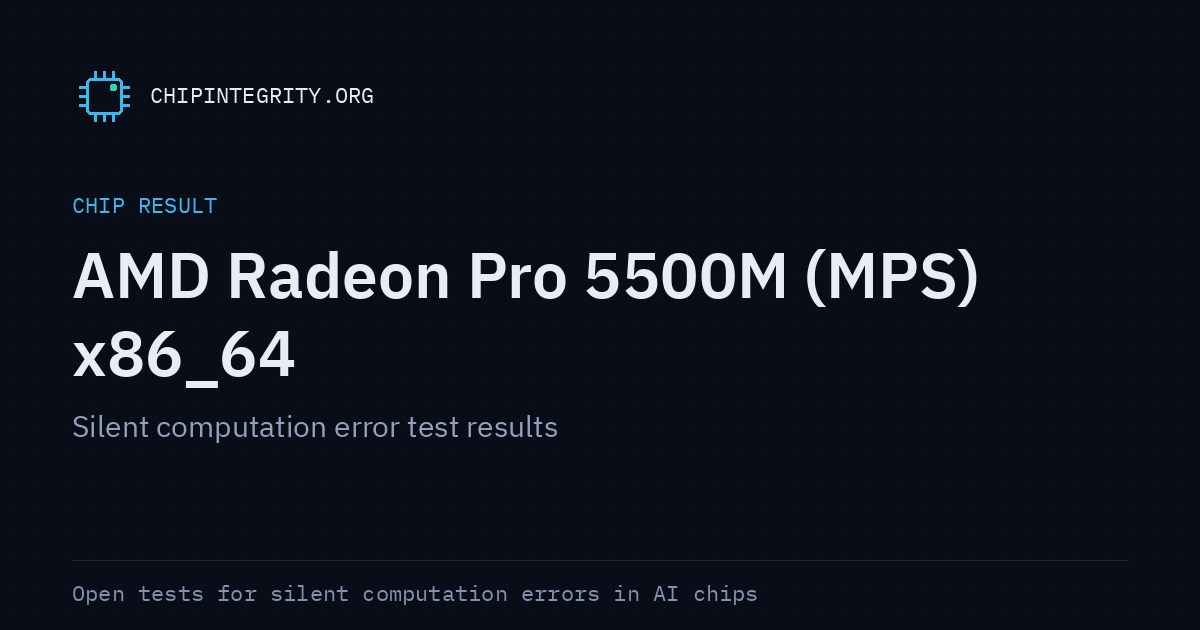 CHIPINTEGRITY.ORG
CHIP RESULT
AMD Radeon Pro 5500M (MPS)
x86_64
Silent computation error test results
Open tests for silent computation errors in AI chips